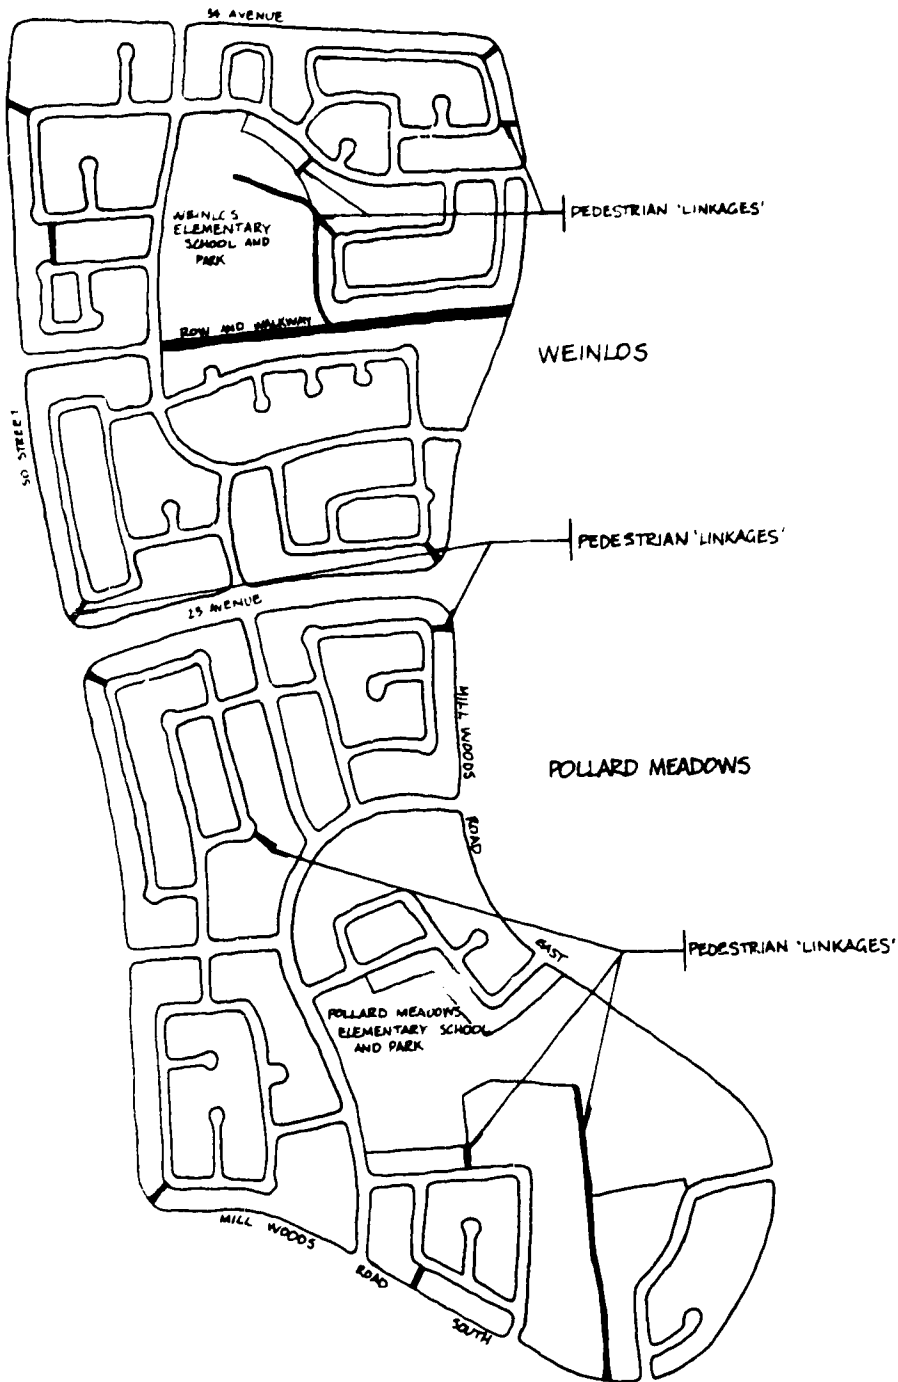 34 AVENUE
PEDESTRIAN 'LINKAGES'
WEINLOS
ELEMENTARY
SCHOOL AND
PARK
ROW AND WALKWAY
WEINLOS
50 STREET
PEDESTRIAN 'LINKAGES'
23 AVENUE
MILL WOODS
POLLARD MEADOWS
ROAD
EAST
PEDESTRIAN 'LINKAGES'
POLLARD MEADOWS
ELEMENTARY SCHOOL
AND PARK
MILL WOODS
ROAD
SOUTH